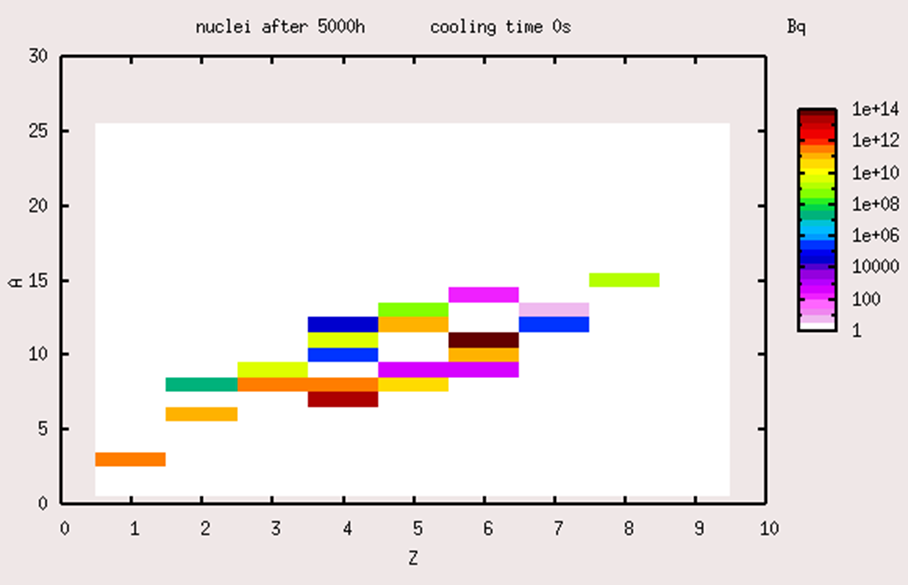 nuclei after 5000h cooling time 0s Bq
30
25
20
15
10
5
0
A
0 1 2 3 4 5 6 7 8 9 10
Z
1e+14
1e+12
1e+10
1e+08
1e+06
10000
100
1